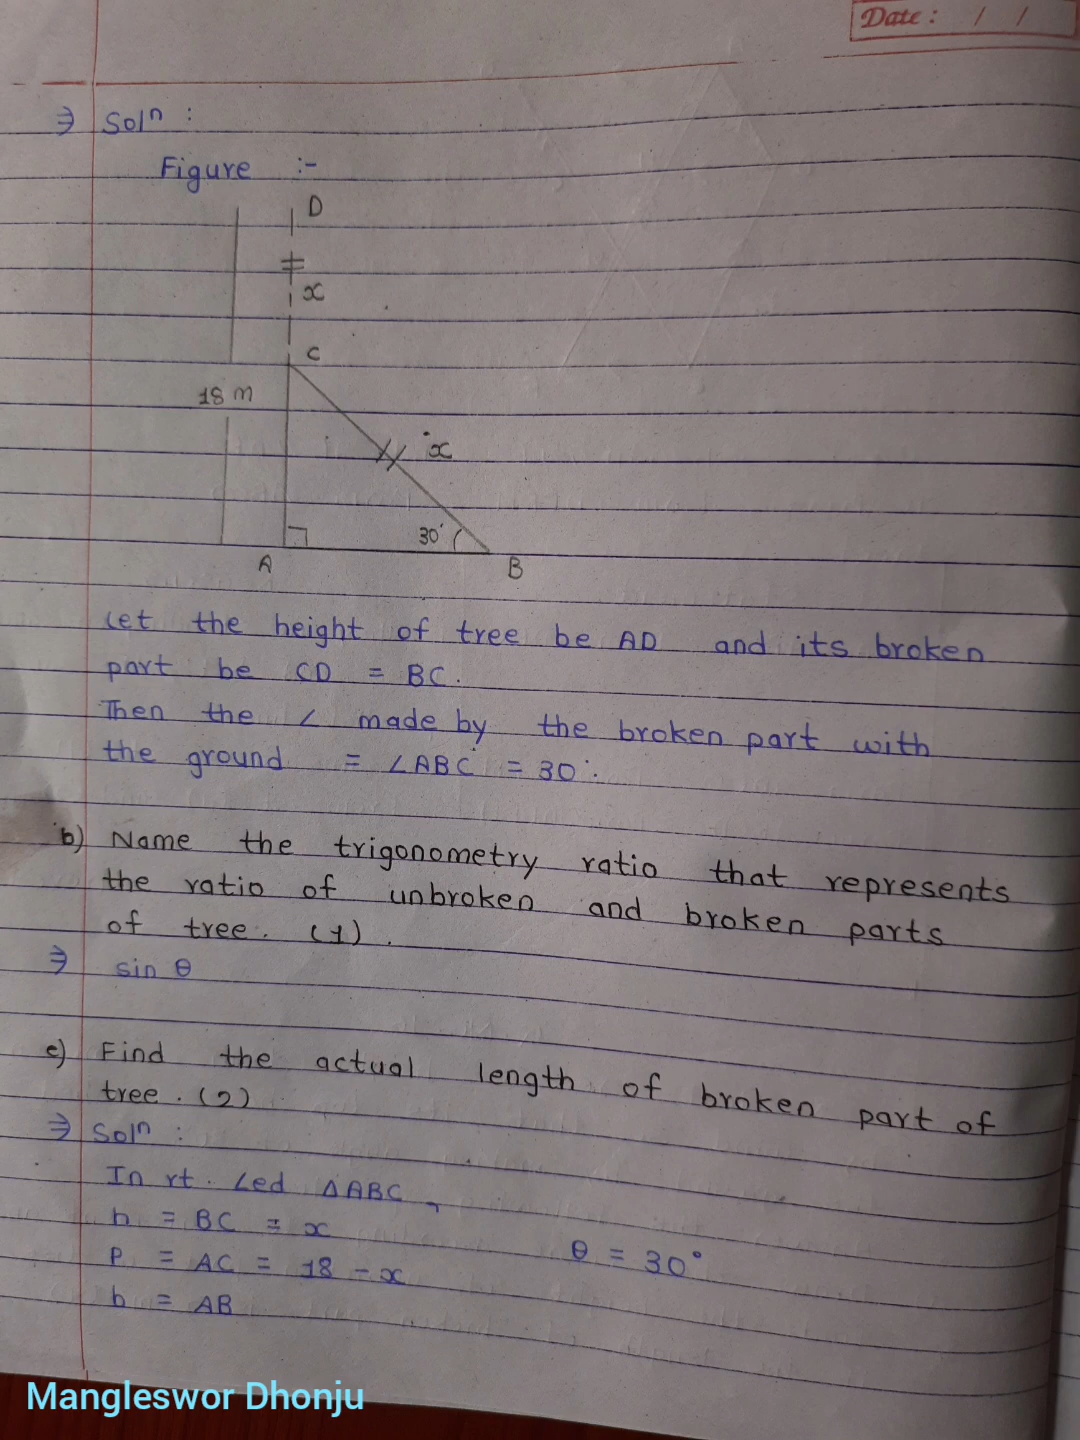 Date : / /
⇒ Solⁿ :
Figure :-
D
x
C
18 m
x
30°
A
B
Let the height of tree be AD and its broken
part be CD = BC.
Then the ∠ made by the broken part with
the ground = ∠ABC = 30°.
b) Name the trigonometry ratio that represents
the ratio of unbroken and broken parts
of tree. (1).
⇒ sin θ
c) Find the actual length of broken part of
tree. (2)
⇒ Solⁿ :
In rt. ∠ed ΔABC,
h = BC = x
θ = 30°
P = AC = 18 - x
b = AB
Mangleswor Dhonju